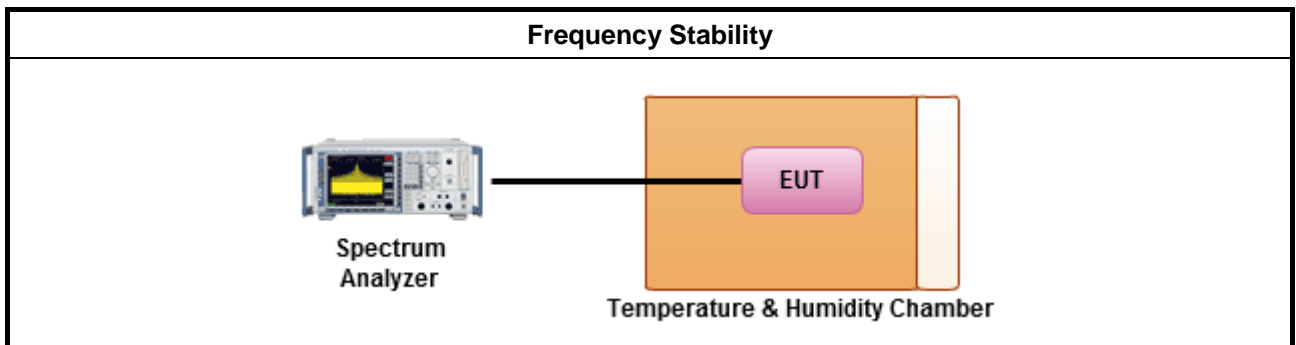 Frequency Stability
EUT
Spectrum
Analyzer
Temperature & Humidity Chamber